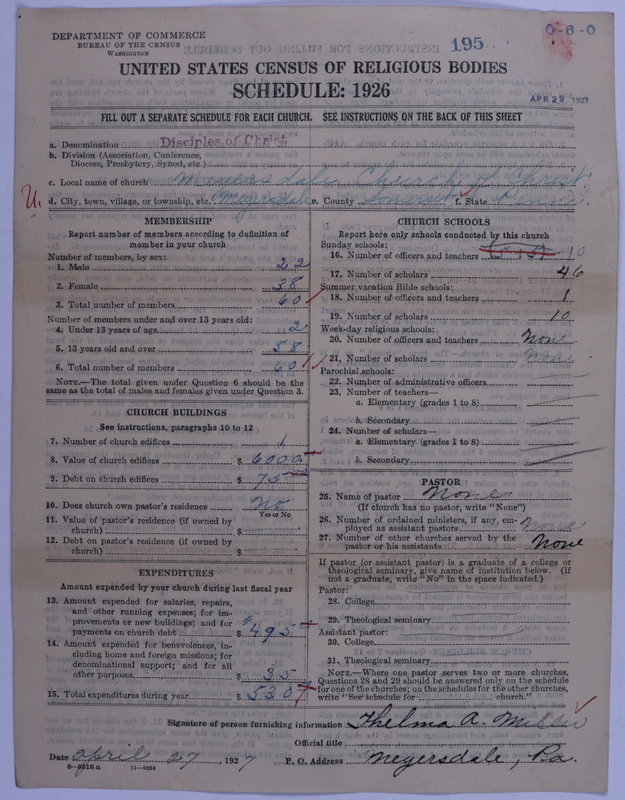 DEPARTMENT OF COMMERCE
BUREAU OF THE CENSUS
WASHINGTON
195
0-6-0
UNITED STATES CENSUS OF RELIGIOUS BODIES
SCHEDULE: 1926
APR 29 1927
FILL OUT A SEPARATE SCHEDULE FOR EACH CHURCH. SEE INSTRUCTIONS ON THE BACK OF THIS SHEET
a. Denomination Disciples of Christ
b. Division (Association, Conference,
Diocese, Presbytery, Synod, etc.)
c. Local name of church Meyersdale Church of Christ
U. d. City, town, village, or township, etc. Meyersdale e. County Somerset f. State Penna
MEMBERSHIP
Report number of members according to definition of
member in your church
Number of members, by sex:
1. Male 22
2. Female 38
3. Total number of members 60
Number of members under and over 13 years old:
4. Under 13 years of age 2
5. 13 years old and over 58
6. Total number of members 60
NOTE.—The total given under Question 6 should be the
same as the total of males and females given under Question 3.
CHURCH BUILDINGS
See instructions, paragraphs 10 to 12
7. Number of church edifices 1
8. Value of church edifices $ 6000
9. Debt on church edifices $ 75
10. Does church own pastor's residence No
Yes or No
11. Value of pastor's residence (if owned by
church) $
12. Debt on pastor's residence (if owned by
church) $
EXPENDITURES
Amount expended by your church during last fiscal year
13. Amount expended for salaries, repairs,
and other running expenses; for im-
provements or new buildings; and for
payments on church debt $ 495
14. Amount expended for benevolences, in-
cluding home and foreign missions; for
denominational support; and for all
other purposes $ 35
15. Total expenditures during year $ 530
CHURCH SCHOOLS
Report here only schools conducted by this church
Sunday schools:
16. Number of officers and teachers 10
17. Number of scholars 46
Summer vacation Bible schools:
18. Number of officers and teachers 1
19. Number of scholars 10
Week-day religious schools:
20. Number of officers and teachers None
21. Number of scholars None
Parochial schools:
22. Number of administrative officers
23. Number of teachers—
a. Elementary (grades 1 to 8)
b. Secondary
24. Number of scholars—
a. Elementary (grades 1 to 8)
b. Secondary
PASTOR
25. Name of pastor None
(If church has no pastor, write "None")
26. Number of ordained ministers, if any, em-
ployed as assistant pastors None
27. Number of other churches served by the
pastor or his assistants None
If pastor (or assistant pastor) is a graduate of a college or
theological seminary, give name of institution below. (If
not a graduate, write "No" in the space indicated.)
Pastor:
28. College
29. Theological seminary
Assistant pastor:
30. College
31. Theological seminary
NOTE.—Where one pastor serves two or more churches,
Questions 28 and 29 should be answered only on the schedule
for one of the churches; on the schedules for the other churches,
write "See schedule for church."
Signature of person furnishing information Thelma A. Miller
Official title
Date April 27 1927 P. O. Address Meyersdale, Pa.
8—5518a 11—9564